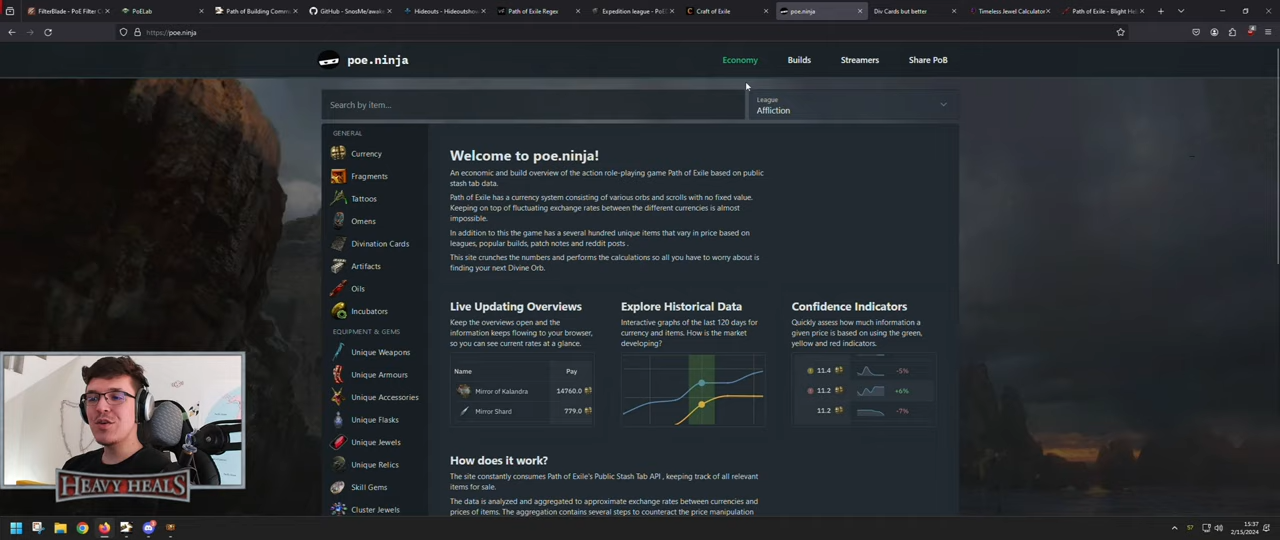 FilterBlade - PoE Filter C
PoELab
Path of Building Comm
GitHub - SnosMe/awak
Hideouts - Hideoutshow
Path of Exile Regex
Expedition league - PoED
Craft of Exile
poe.ninja
Div Cards but better
Timeless Jewel Calculator
Path of Exile - Blight Hel
https://poe.ninja
poe.ninja
Economy
Builds
Streamers
Share PoB
Search by item...
League
Affliction
GENERAL
Currency
Fragments
Tattoos
Omens
Divination Cards
Artifacts
Oils
Incubators
EQUIPMENT & GEMS
Unique Weapons
Unique Armours
Unique Accessories
Unique Flasks
Unique Jewels
Unique Relics
Skill Gems
Cluster Jewels
Welcome to poe.ninja!
An economic and build overview of the action role-playing game Path of Exile based on public
stash tab data.
Path of Exile has a currency system consisting of various orbs and scrolls with no fixed value.
Keeping on top of fluctuating exchange rates between the different currencies is almost
impossible.
In addition to this the game has a several hundred unique items that vary in price based on
leagues, popular builds, patch notes and reddit posts .
This site crunches the numbers and performs the calculations so all you have to worry about is
finding your next Divine Orb.
Live Updating Overviews
Keep the overviews open and the
information keeps flowing to your browser,
so you can see current rates at a glance.
Name Pay
Mirror of Kalandra 14760.0
Mirror Shard 779.0
Explore Historical Data
Interactive graphs of the last 120 days for
currency and items. How is the market
developing?
Confidence Indicators
Quickly assess how much information a
given price is based on using the green,
yellow and red indicators.
11.4 -5%
11.2 +6%
11.2 -7%
How does it work?
The site constantly consumes Path of Exile's Public Stash Tab API , keeping track of all relevant
items for sale.
The data is analyzed and aggregated to approximate exchange rates between currencies and
prices of items. The aggregation contains several steps to counteract the price manipulation
HEAVY HEALS
57
15:37
2/15/2024